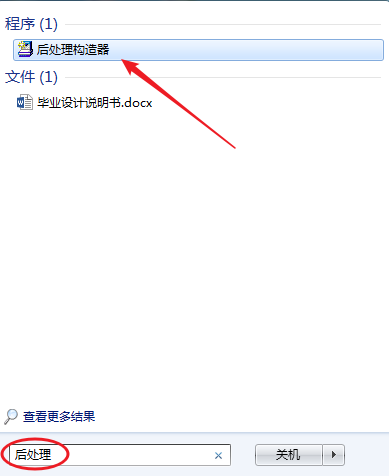 程序 (1)
后处理构造器
文件 (1)
毕业设计说明书.docx
查看更多结果
后处理
关机